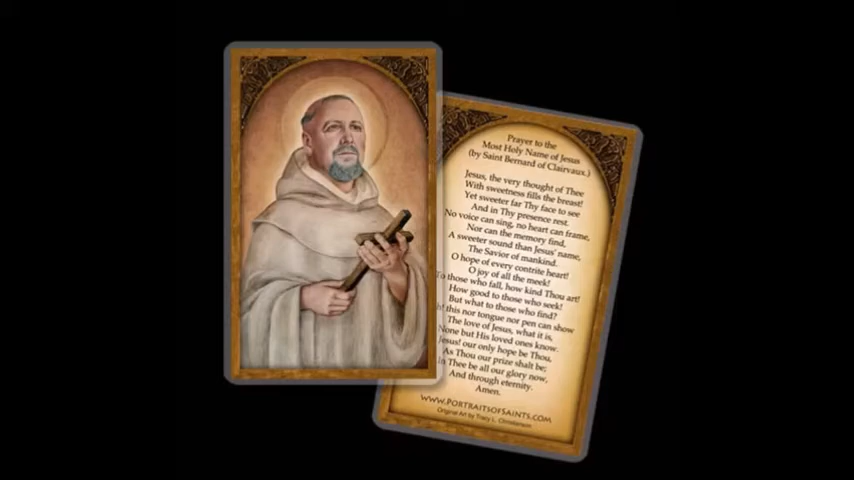 Prayer to the
Most Holy Name of Jesus
(by Saint Bernard of Clairvaux.)
Jesus, the very thought of Thee
With sweetness fills the breast!
Yet sweeter far Thy face to see
And in Thy presence rest.
No voice can sing, no heart can frame,
Nor can the memory find,
A sweeter sound than Jesus' name,
The Savior of mankind.
O hope of every contrite heart!
O joy of all the meek!
To those who fall, how kind Thou art!
How good to those who seek!
But what to those who find?
h! this nor tongue nor pen can show
The love of Jesus, what it is,
None but His loved ones know.
Jesus! our only hope be Thou,
As Thou our prize shalt be;
In Thee be all our glory now,
And through eternity.
Amen.
www.PortraitsofSaints.com
Original Art by Tracy L. Christianson